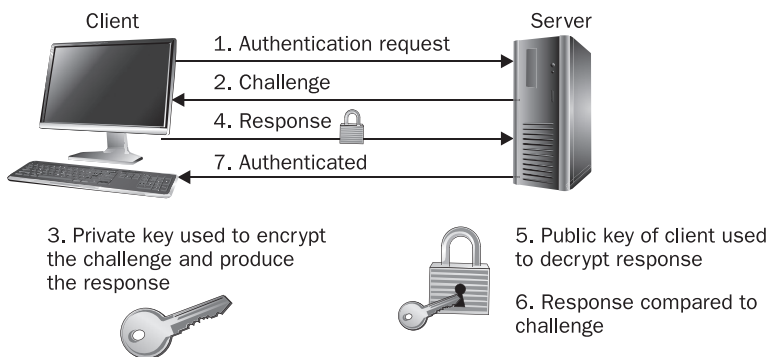 Client
Server
1. Authentication request
2. Challenge
4. Response
7. Authenticated
3. Private key used to encrypt
the challenge and produce
the response
5. Public key of client used
to decrypt response
6. Response compared to
challenge